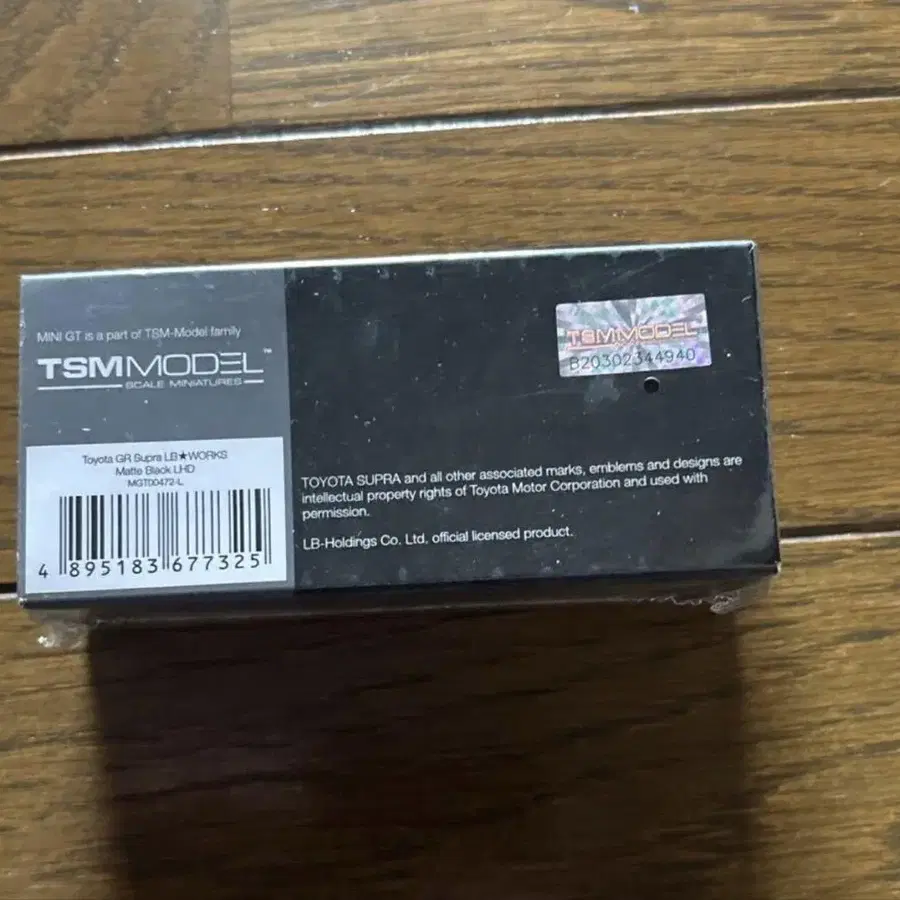 MINI GT is a part of TSM-Model family
TSMMODEL™
SCALE MINIATURES
Toyota GR Supra LB★WORKS
Matte Black LHD
MGT00472-L
4 895183 677325
TSMMODEL
B20302344940
TOYOTA SUPRA and all other associated marks, emblems and designs are
intellectual property rights of Toyota Motor Corporation and used with
permission.
LB-Holdings Co. Ltd. official licensed product.